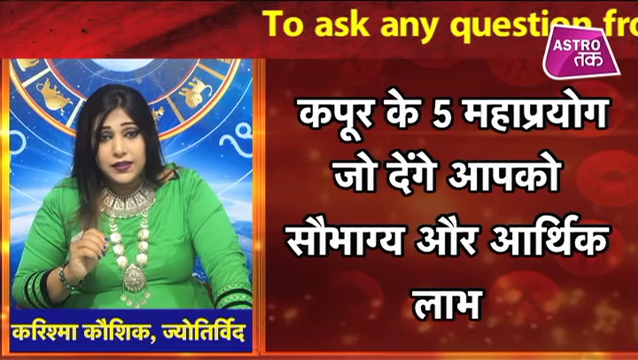 To ask any question fro
ASTRO
तक
कपूर के 5 महाप्रयोग
जो देंगे आपको
सौभाग्य और आर्थिक
लाभ
करिश्मा कौशिक, ज्योतिर्विद